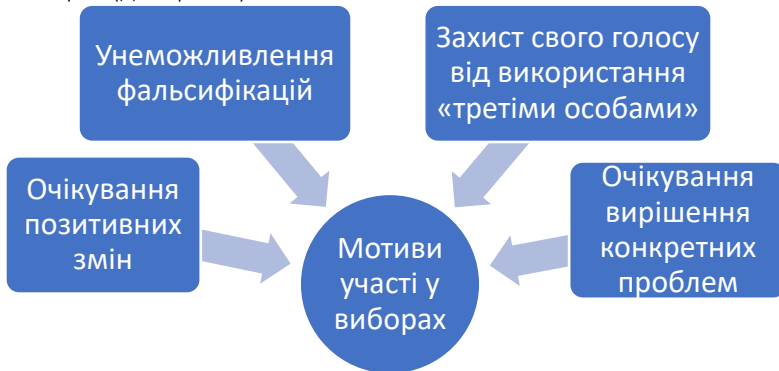 Унеможливлення
фальсифікацій
Захист свого голосу
від використання
«третіми особами»
Очікування
позитивних
змін
Очікування
вирішення
конкретних
проблем
Мотиви
участі у
виборах